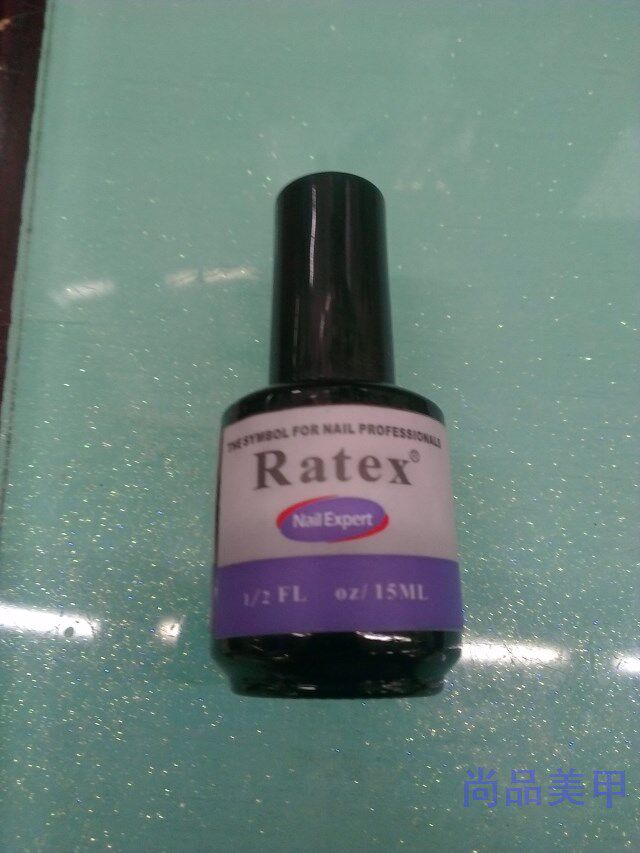 THE SYMBOL FOR NAIL PROFESSIONALS
Ratex®
Nail Expert
1/2 FL oz/ 15ML
尚品美甲